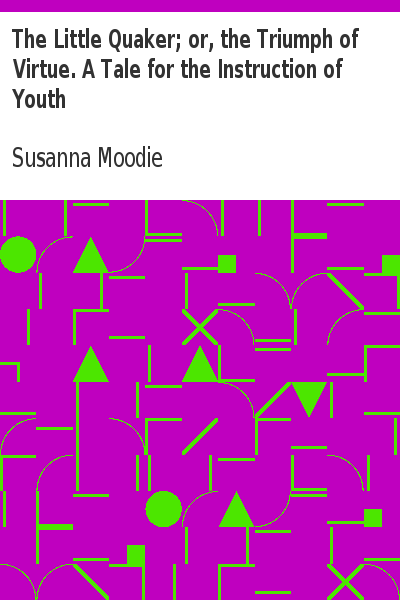 The Little Quaker; or, the Triumph of
Virtue. A Tale for the Instruction of
Youth
Susanna Moodie